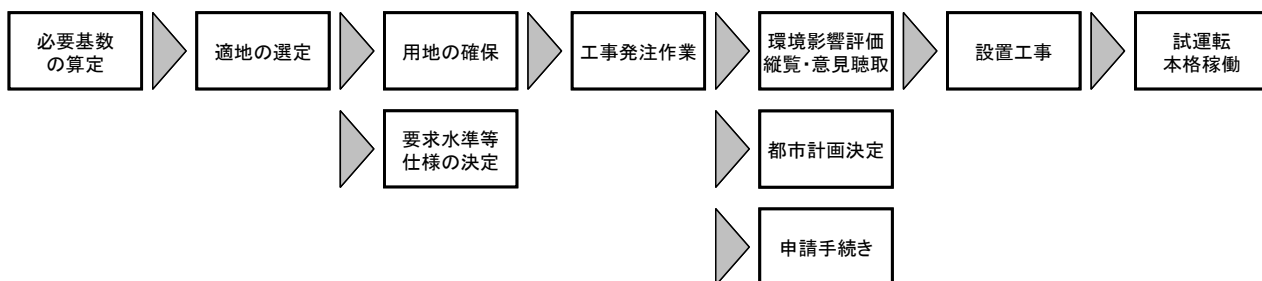 必要基数
の算定
適地の選定
用地の確保
工事発注作業
環境影響評価
縦覧・意見聴取
設置工事
試運転
本格稼働
要求水準等
仕様の決定
都市計画決定
申請手続き